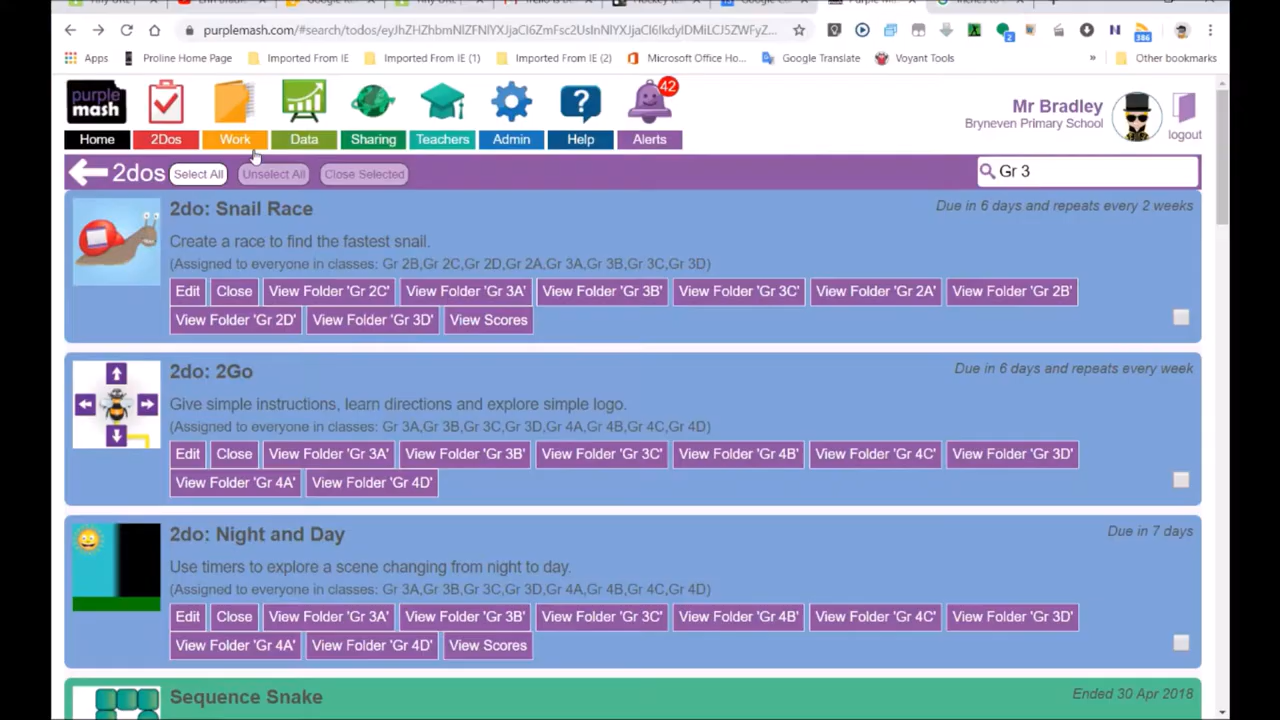 purplemash.com/#search/todos/
Apps Proline Home Page Imported From IE Imported From IE (1) Imported From IE (2) Microsoft Office Ho... Google Translate Voyant Tools » Other bookmarks
2 386
purple mash 42
Home 2Dos Work Data Sharing Teachers Admin Help Alerts
Mr Bradley
Bryneven Primary School
logout
2dos Select All Unselect All Close Selected Gr 3
2do: Snail Race Due in 6 days and repeats every 2 weeks
Create a race to find the fastest snail.
(Assigned to everyone in classes: Gr 2B,Gr 2C,Gr 2D,Gr 2A,Gr 3A,Gr 3B,Gr 3C,Gr 3D)
Edit Close View Folder 'Gr 2C' View Folder 'Gr 3A' View Folder 'Gr 3B' View Folder 'Gr 3C' View Folder 'Gr 2A' View Folder 'Gr 2B'
View Folder 'Gr 2D' View Folder 'Gr 3D' View Scores
2do: 2Go Due in 6 days and repeats every week
Give simple instructions, learn directions and explore simple logo.
(Assigned to everyone in classes: Gr 3A,Gr 3B,Gr 3C,Gr 3D,Gr 4A,Gr 4B,Gr 4C,Gr 4D)
Edit Close View Folder 'Gr 3A' View Folder 'Gr 3B' View Folder 'Gr 3C' View Folder 'Gr 4B' View Folder 'Gr 4C' View Folder 'Gr 3D'
View Folder 'Gr 4A' View Folder 'Gr 4D'
2do: Night and Day Due in 7 days
Use timers to explore a scene changing from night to day.
(Assigned to everyone in classes: Gr 3A,Gr 3B,Gr 3C,Gr 3D,Gr 4A,Gr 4B,Gr 4C,Gr 4D)
Edit Close View Folder 'Gr 3A' View Folder 'Gr 3B' View Folder 'Gr 3C' View Folder 'Gr 4B' View Folder 'Gr 4C' View Folder 'Gr 3D'
View Folder 'Gr 4A' View Folder 'Gr 4D' View Scores
Sequence Snake Ended 30 Apr 2018